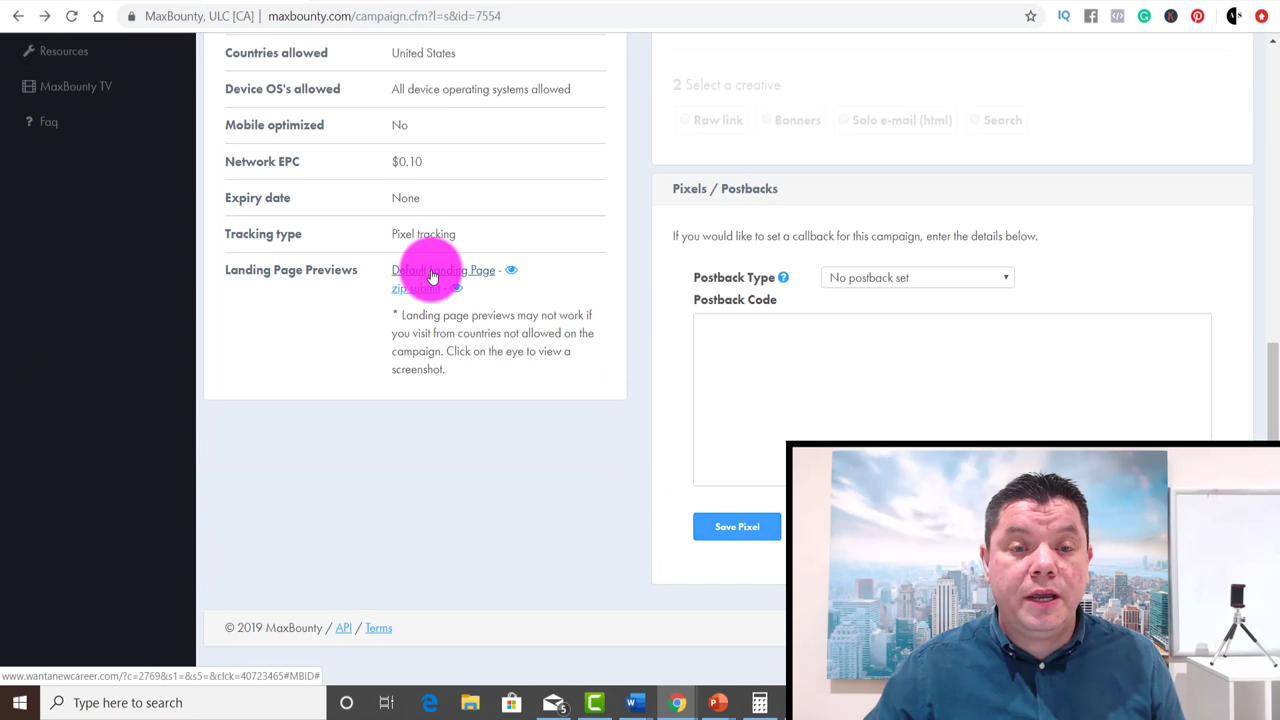 MaxBounty, ULC [CA]
maxbounty.com/campaign.cfm?l=s&id=7554
Resources
MaxBounty TV
? Faq
Countries allowed United States
Device OS's allowed All device operating systems allowed
Mobile optimized No
Network EPC $0.10
Expiry date None
Tracking type Pixel tracking
Landing Page Previews Default Landing Page -
zip submit -
* Landing page previews may not work if
you visit from countries not allowed on the
campaign. Click on the eye to view a
screenshot.
2 Select a creative
Raw link Banners Solo e-mail (html) Search
Pixels / Postbacks
If you would like to set a callback for this campaign, enter the details below.
Postback Type ? No postback set
Postback Code
Save Pixel
© 2019 MaxBounty / API / Terms
www.wantanewcareer.com/?c=2769&s1=&s5=&clck=40723465#MBID#
Type here to search
5